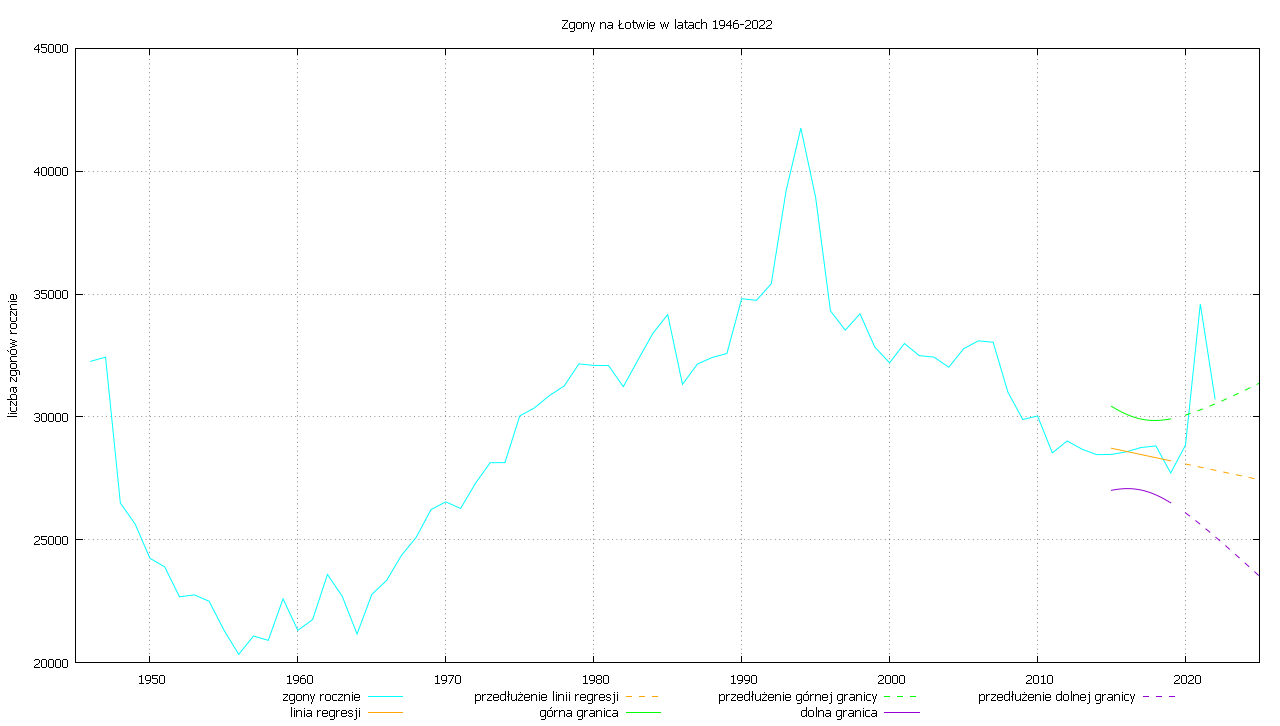 Zgony na Łotwie w latach 1946-2022
45000
40000
35000
30000
25000
20000
liczba zgonów rocznie
1950 1960 1970 1980 1990 2000 2010 2020
zgony rocznie przedłużenie linii regresji przedłużenie górnej granicy przedłużenie dolnej granicy
linia regresji górna granica dolna granica